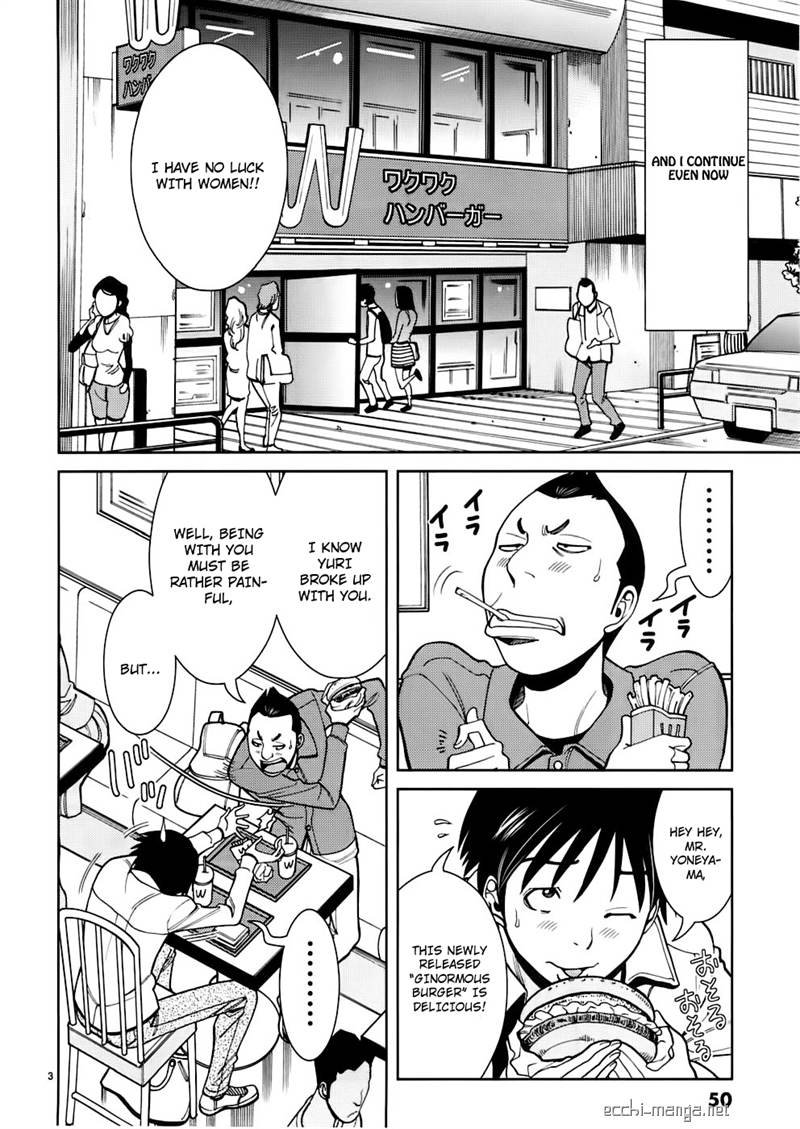 AND I CONTINUE
EVEN NOW
ワクワク
ハンバーガー
I HAVE NO LUCK
WITH WOMEN!!
W
ワクワク
ハンバーガー
.......
イラ
イラ
イラ
HEY HEY,
MR.
YONEYA-
MA,
THIS NEWLY
RELEASED
"GINORMOUS
BURGER" IS
DELICIOUS!
おそる
おそる
I KNOW
YURI
BROKE UP
WITH YOU.
WELL, BEING
WITH YOU
MUST BE
RATHER PAIN-
FUL,
BUT...
W
.......
3
50
ecchi-manga.net